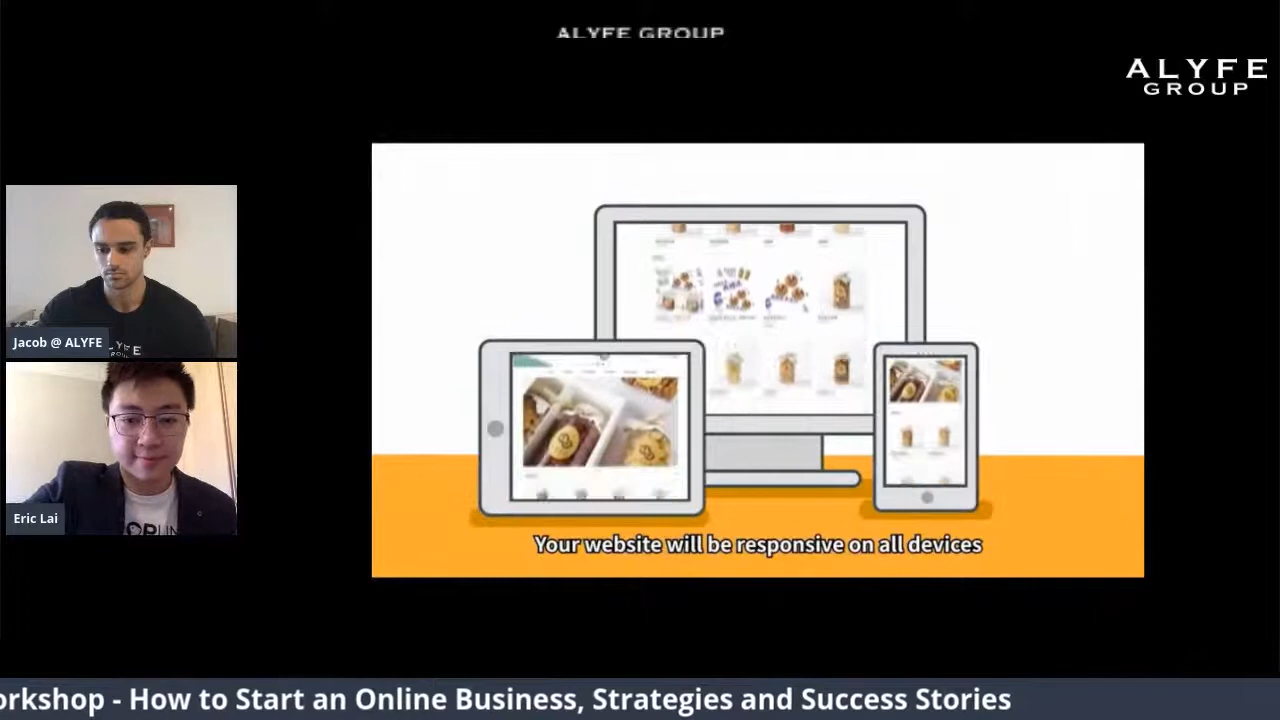 ALYFE GROUP
ALYFE
GROUP
Jacob @ ALYFE
Eric Lai
Your website will be responsive on all devices
orkshop - How to Start an Online Business, Strategies and Success Stories